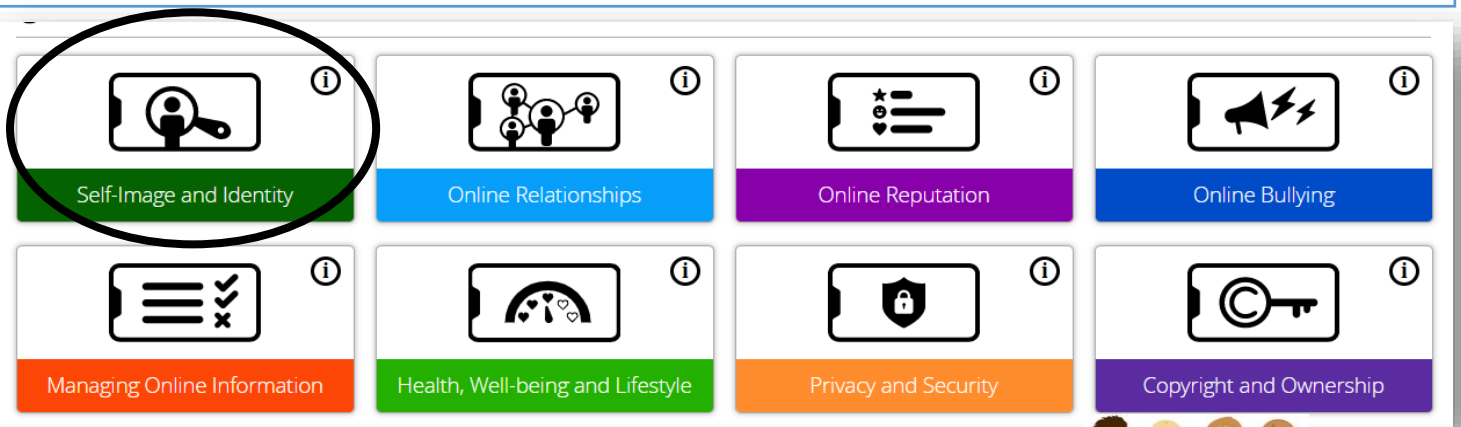 Self-Image and Identity
Online Relationships
Online Reputation
Online Bullying
Managing Online Information
Health, Well-being and Lifestyle
Privacy and Security
Copyright and Ownership